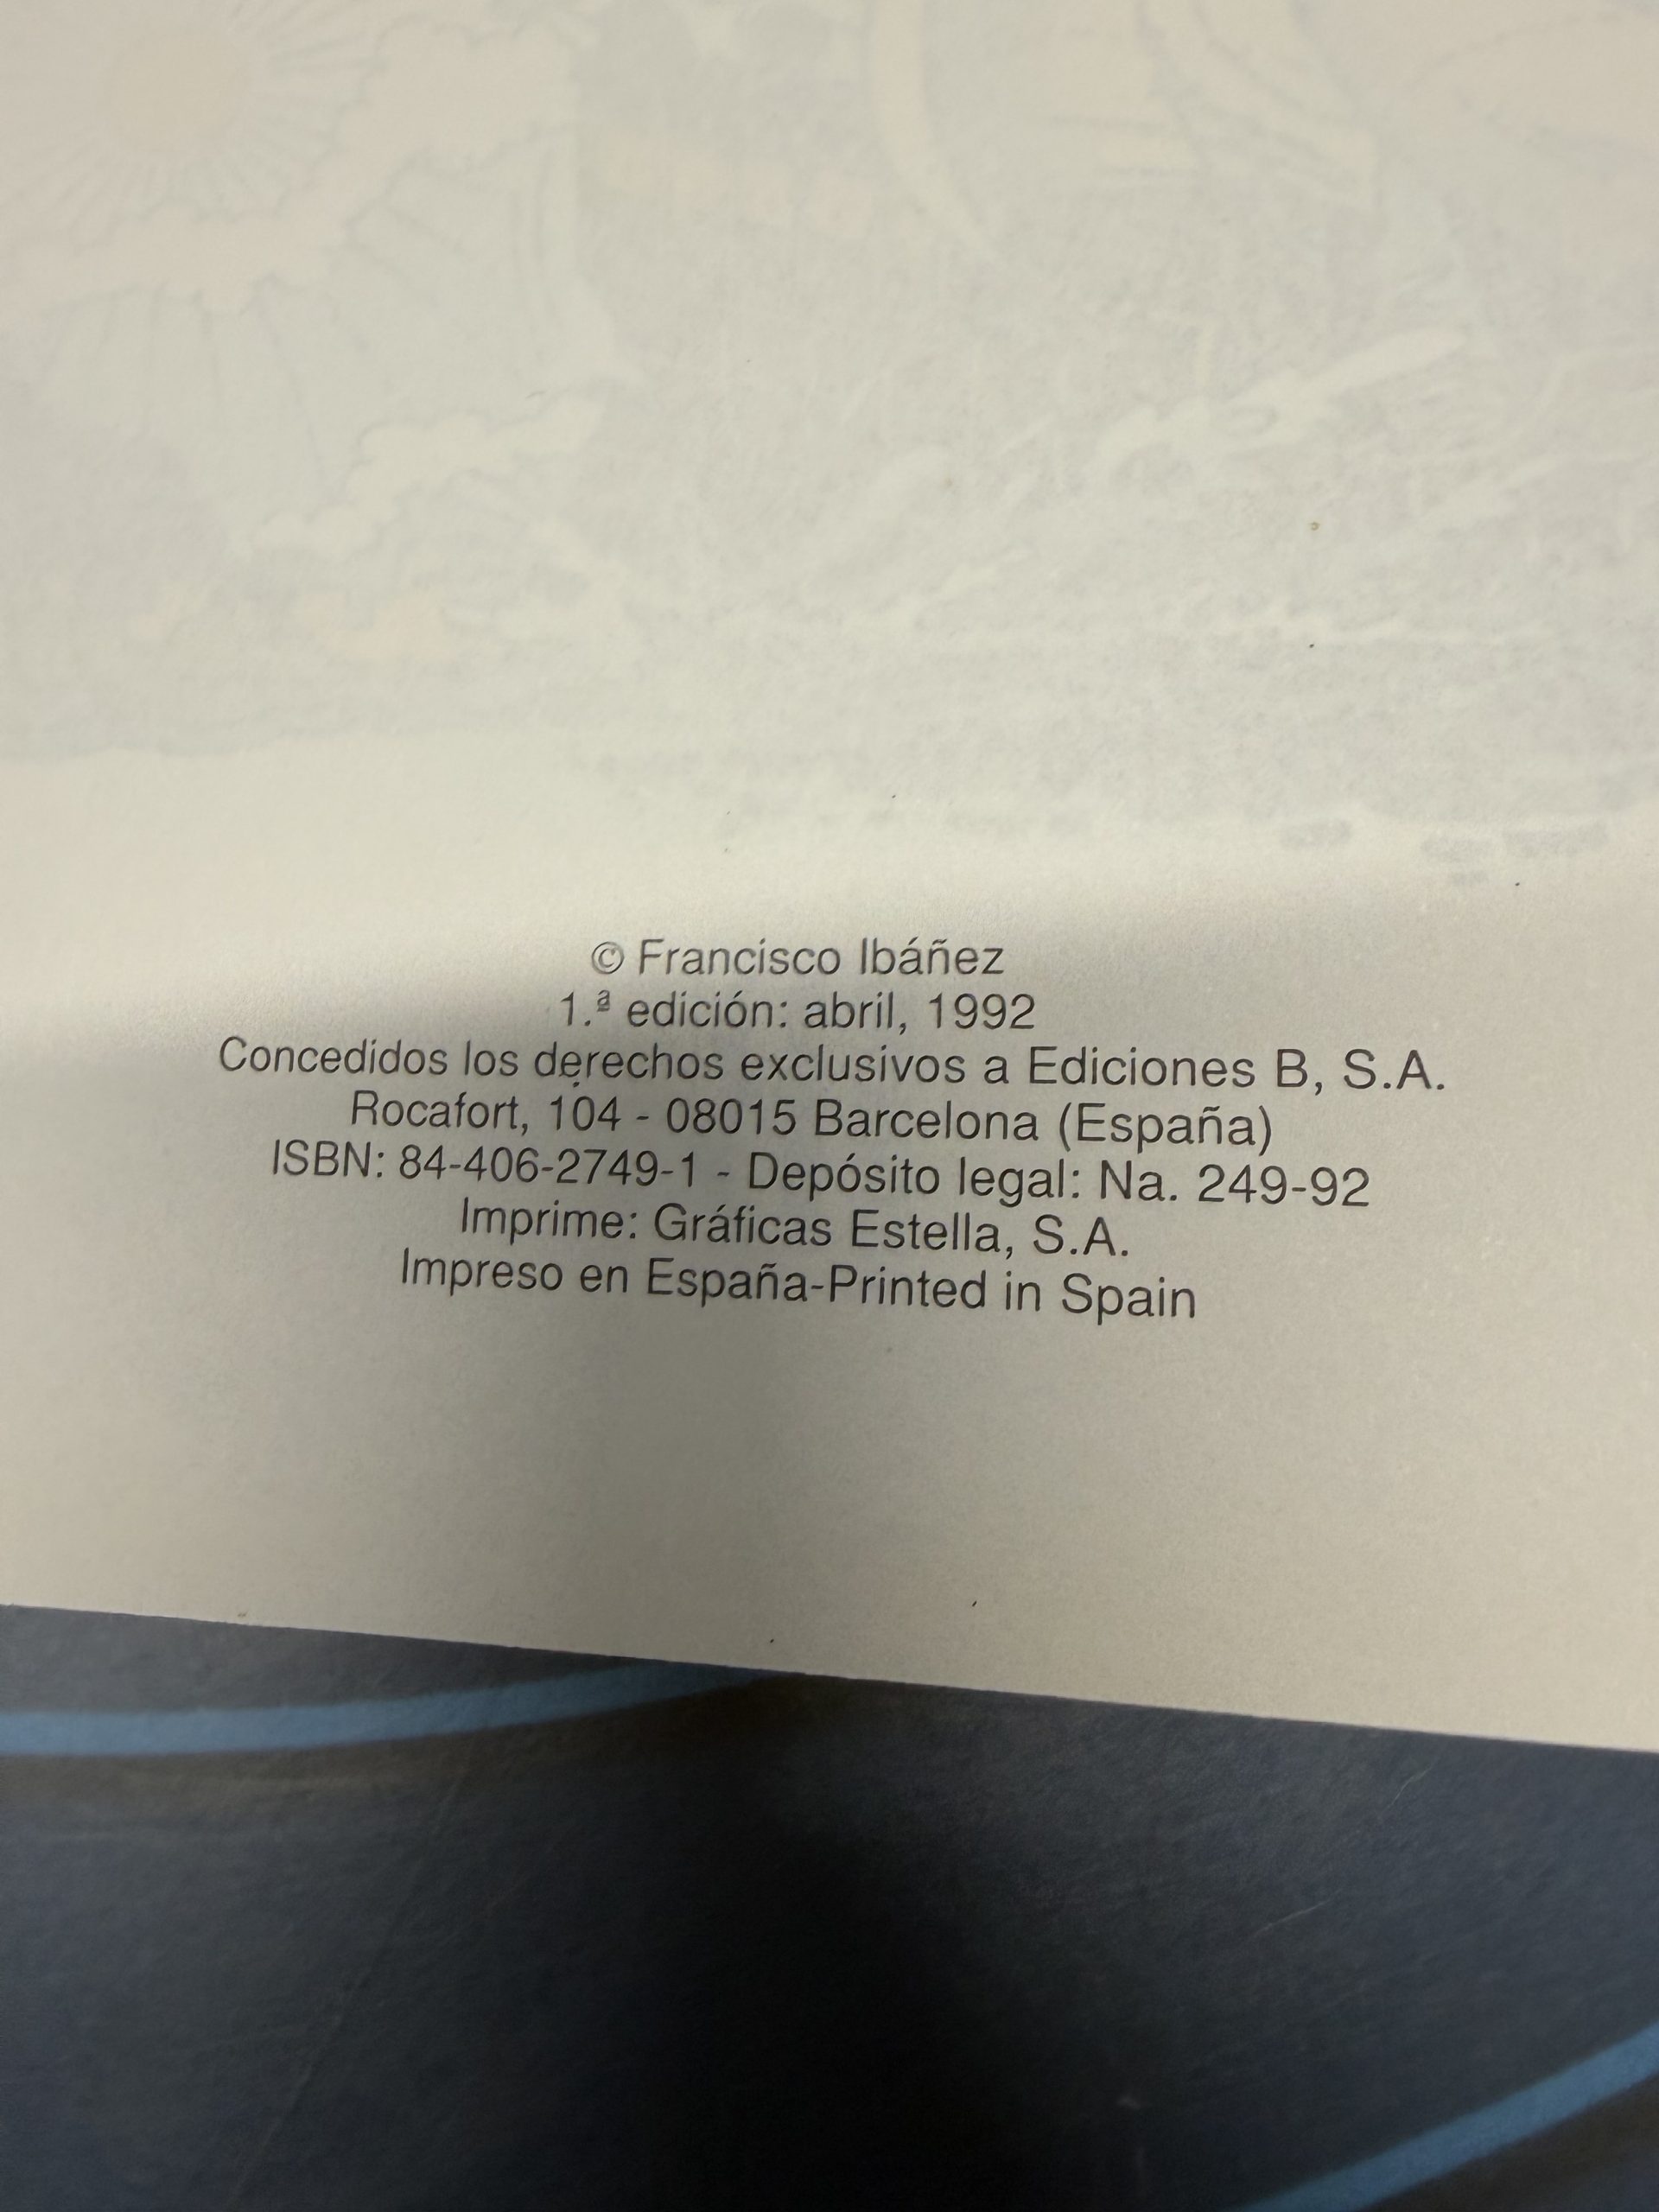 © Francisco Ibáñez
1.ª edición: abril, 1992
Concedidos los derechos exclusivos a Ediciones B, S.A.
Rocafort, 104 - 08015 Barcelona (España)
ISBN: 84-406-2749-1 - Depósito legal: Na. 249-92
Imprime: Gráficas Estella, S.A.
Impreso en España-Printed in Spain